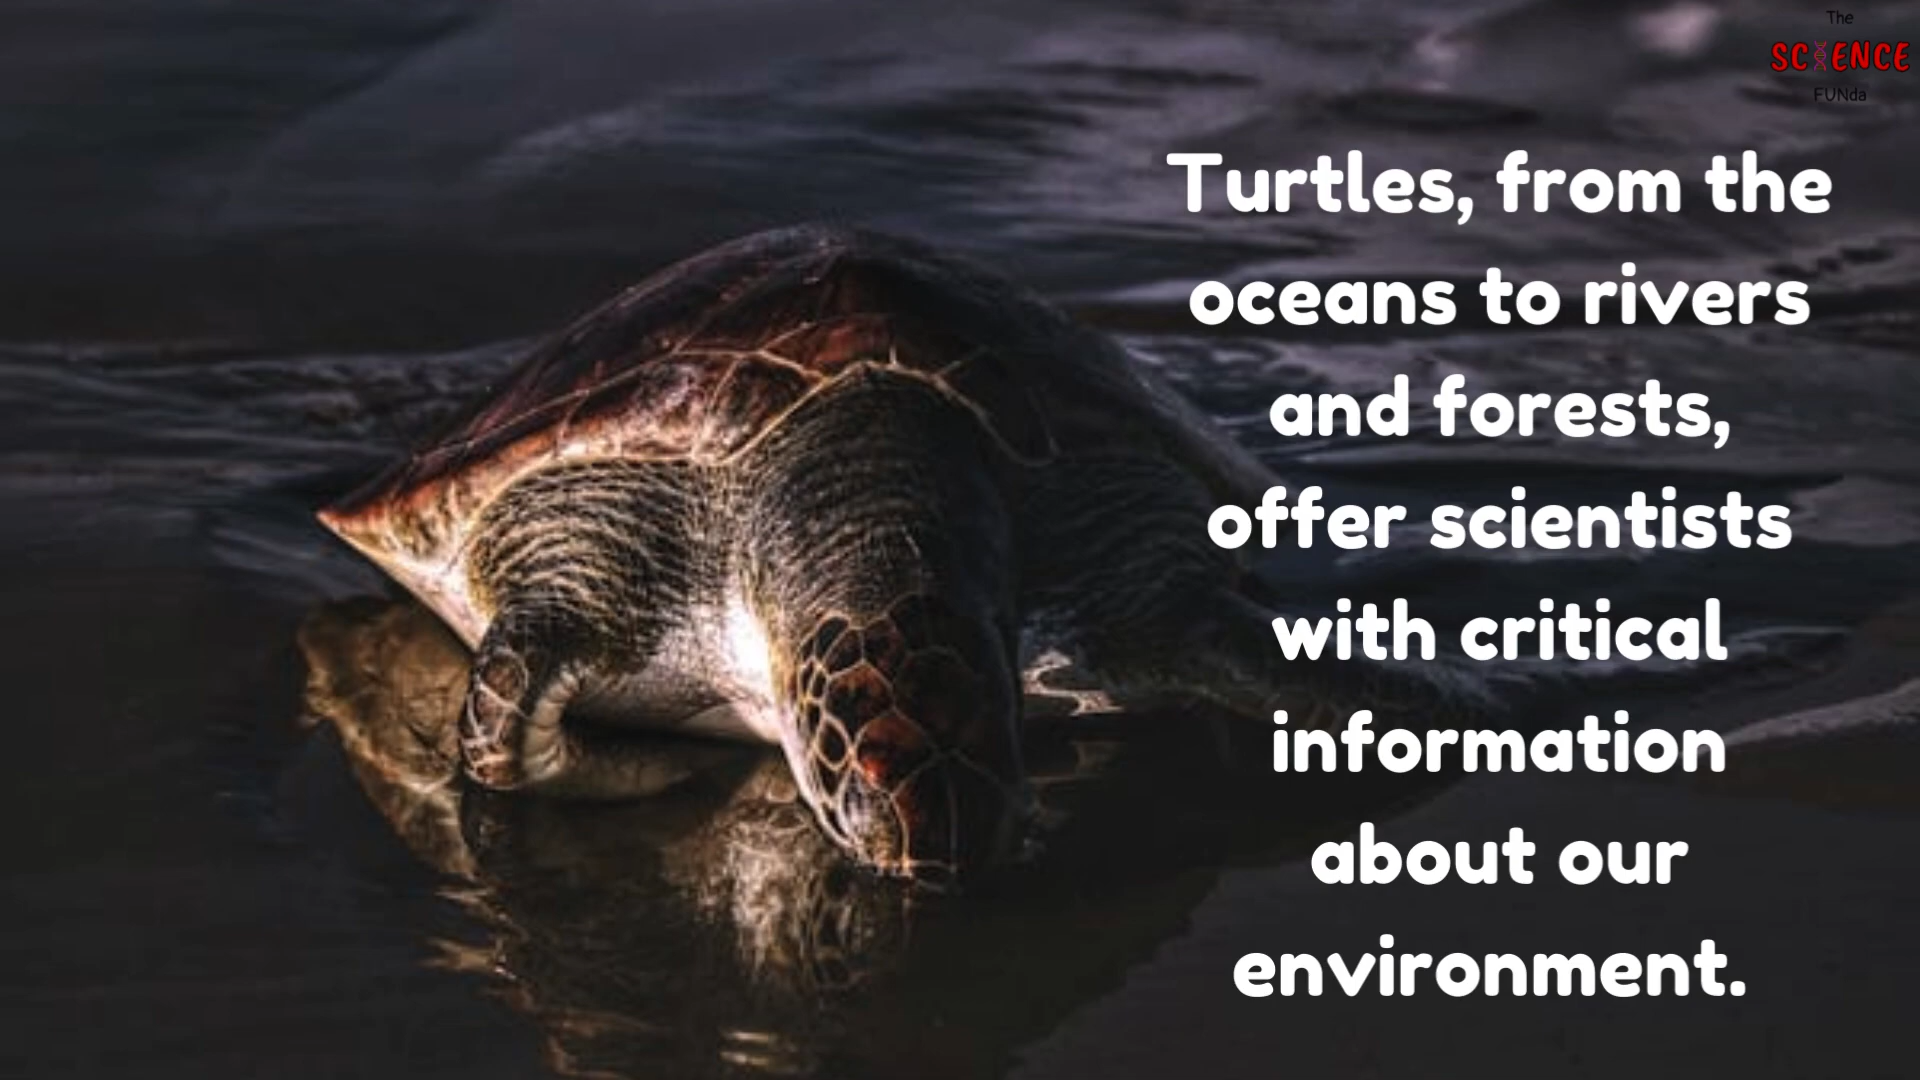 The
SCIENCE
FUNda
Turtles, from the
oceans to rivers
and forests,
offer scientists
with critical
information
about our
environment.